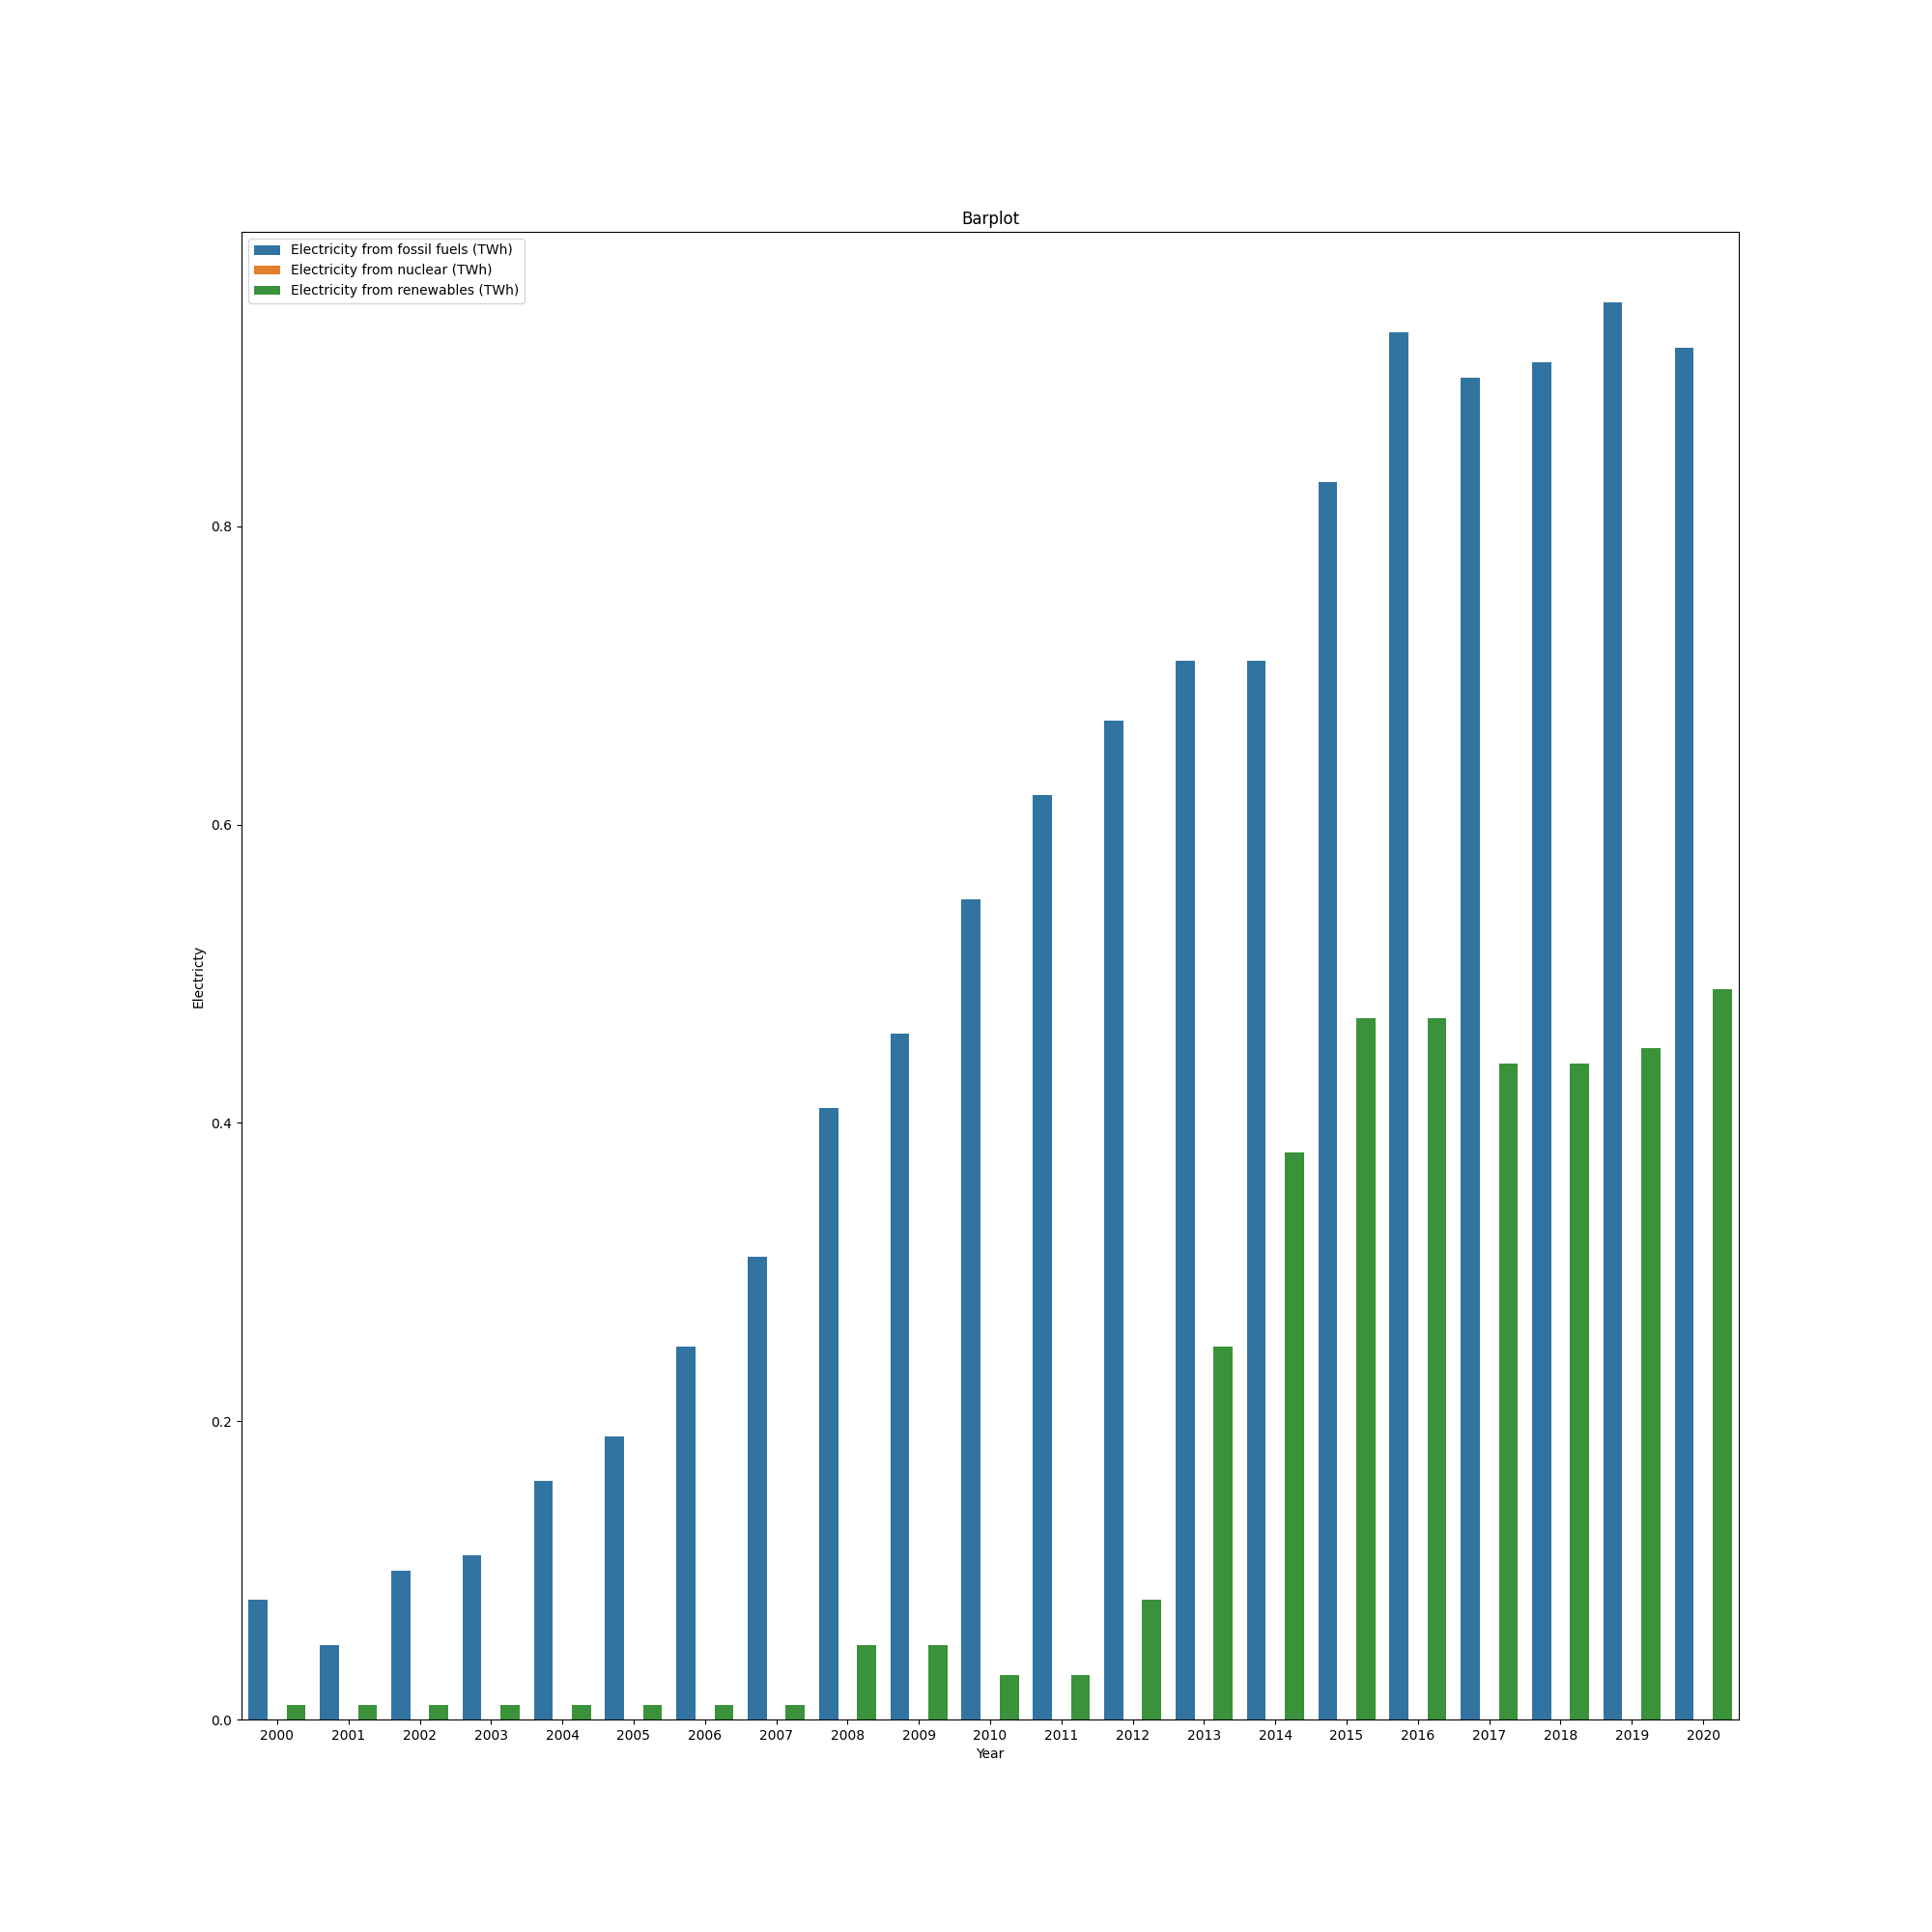 Barplot
Electricity from fossil fuels (TWh)
Electricity from nuclear (TWh)
Electricity from renewables (TWh)
0.8
0.6
Electricty
0.4
0.2
0.0
2000 2001 2002 2003 2004 2005 2006 2007 2008 2009 2010 2011 2012 2013 2014 2015 2016 2017 2018 2019 2020
Year